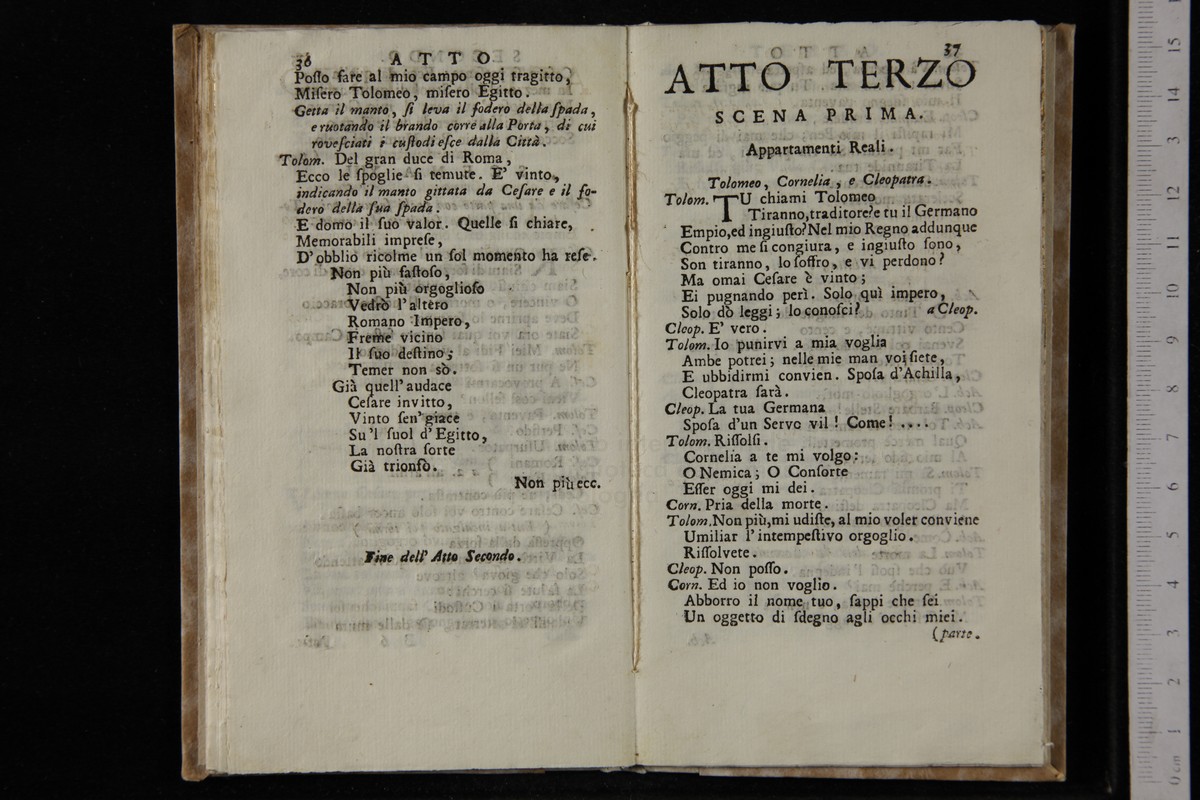 36 ATTO
Poſſo fare al mio campo oggi tragitto,
Miſero Tolomeo, miſero Egitto.
Getta il manto, ſi leva il fodero della ſpada,
e ruotando il brando corre alla Porta, di cui
roveſciati i cuſtodi eſce dalla Città.
Tolom. Del gran duce di Roma,
Ecco le ſpoglie ſi temute. E' vinto,
indicando il manto gittata da Ceſare e il fo-
dero della ſua ſpada.
E domo il ſuo valor. Quelle ſi chiare,
Memorabili impreſe,
D'obblio ricolme un ſol momento ha reſe.
Non più faſtoſo,
Non più orgoglioſo
Vedrò l'altero
Romano Impero,
Freme vicino
Il ſuo deſtino;
Temer non sò.
Già quell'audace
Ceſare invitto,
Vinto ſen'giace
Su'l ſuol d'Egitto,
La noſtra ſorte
Già trionfò.
Non più ecc.
Fine dell'Atto Secondo.
37
ATTO TERZO
SCENA PRIMA.
Appartamenti Reali.
Tolomeo, Cornelia, e Cleopatra.
Tolom. TU chiami Tolomeo
Tiranno, traditore? e tu il Germano
Empio, ed ingiuſto? Nel mio Regno addunque
Contro me ſi congiura, e ingiuſto ſono,
Son tiranno, lo ſoffro, e vi perdono?
Ma omai Ceſare è vinto;
Ei pugnando perì. Solo quì impero,
Solo dò leggi; lo conoſci? a Cleop.
Cleop. E' vero.
Tolom. Io punirvi a mia voglia
Ambe potrei; nelle mie man voi ſiete,
E ubbidirmi convien. Spoſa d'Achilla,
Cleopatra ſarà.
Cleop. La tua Germana
Spoſa d'un Servo vil! Come! ....
Tolom. Riſſolſi.
Cornelia a te mi volgo:
O Nemica; O Conſorte
Eſſer oggi mi dei.
Corn. Pria della morte.
Tolom. Non più, mi udiſte, al mio voler conviene
Umiliar l'intempeſtivo orgoglio.
Riſſolvete.
Cleop. Non poſſo.
Corn. Ed io non voglio.
Abborro il nome tuo, ſappi che ſei
Un oggetto di ſdegno agli occhi miei.
(parte.